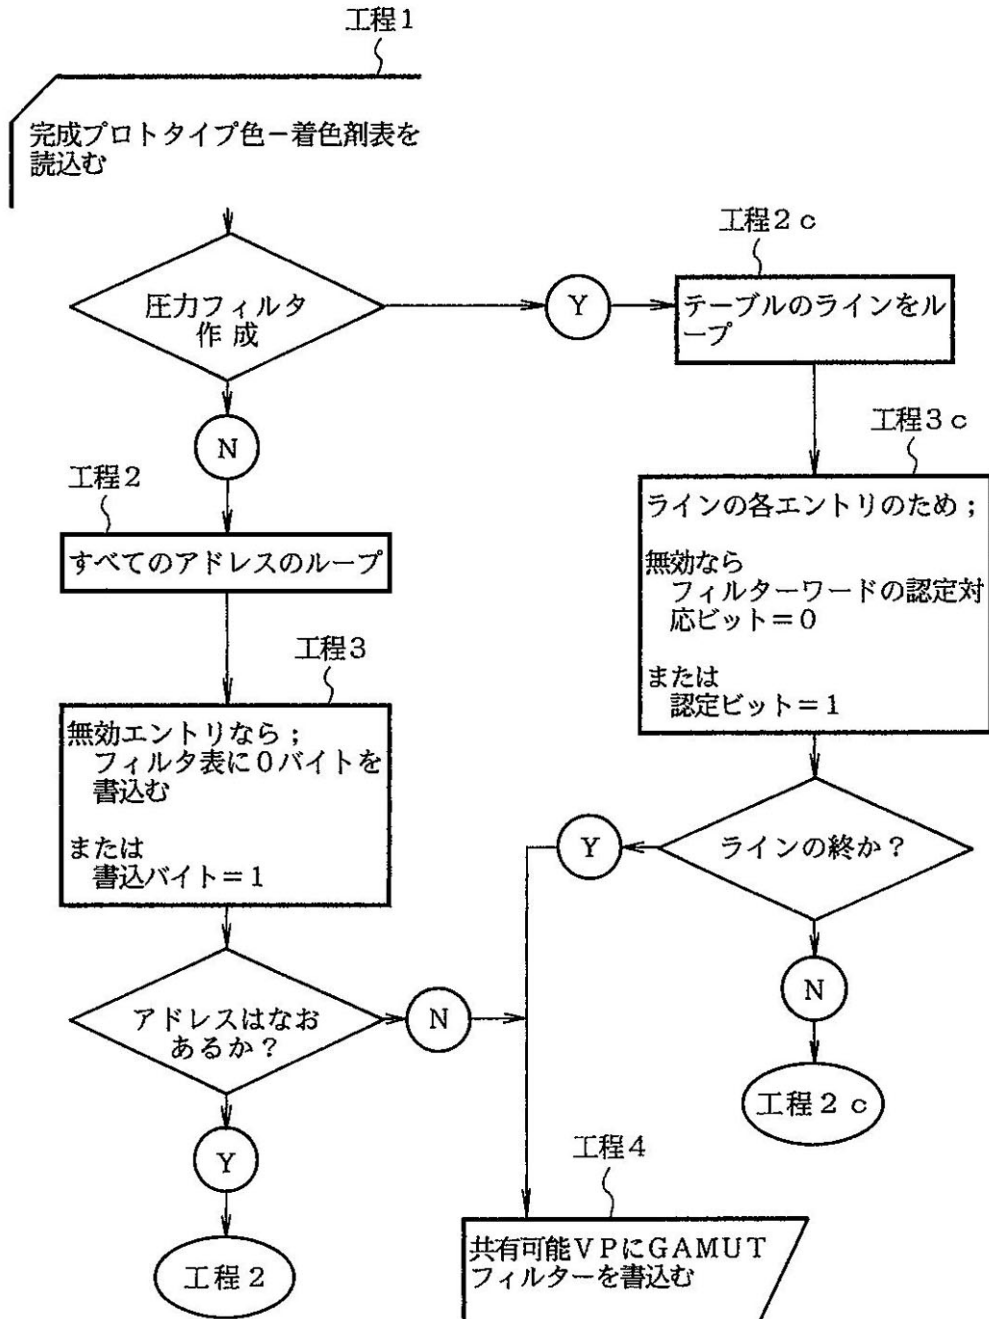 工程1
完成プロトタイプ色－着色剤表を
読込む
圧力フィルタ
作 成
Y
工程2ｃ
テーブルのラインをル
ープ
N
工程2
すべてのアドレスのループ
工程3ｃ
ラインの各エントリのため；
無効なら
フィルターワードの認定対
応ビット＝0
または
認定ビット＝1
工程3
無効エントリなら；
フィルタ表に0バイトを
書込む
または
書込バイト＝1
ラインの終か？
Y
N
工程2ｃ
アドレスはなお
あるか？
N
Y
工程2
工程4
共有可能VPにGAMUT
フィルターを書込む